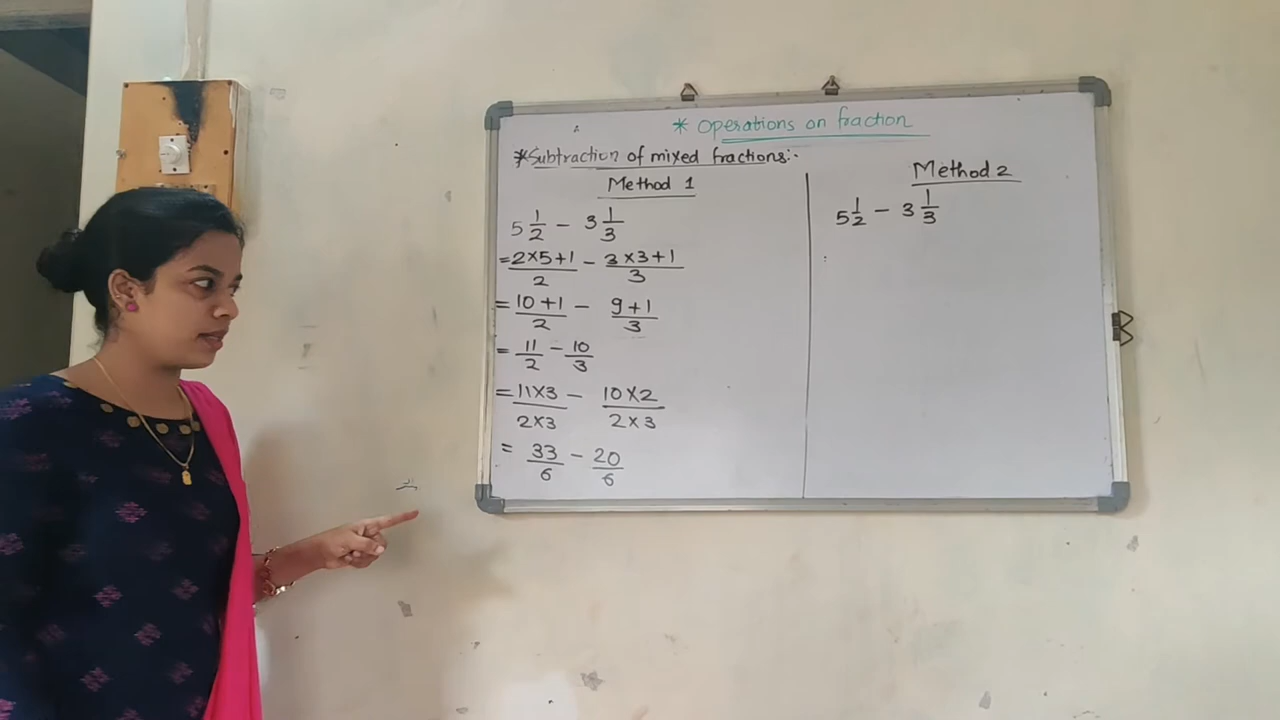 * Operations on fraction
* Subtraction of mixed fractions:-
Method 1
5 1/2 - 3 1/3
= 2×5+1/2 - 3×3+1/3
= 10+1/2 - 9+1/3
= 11/2 - 10/3
= 11×3/2×3 - 10×2/2×3
= 33/6 - 20/6
Method 2
5 1/2 - 3 1/3